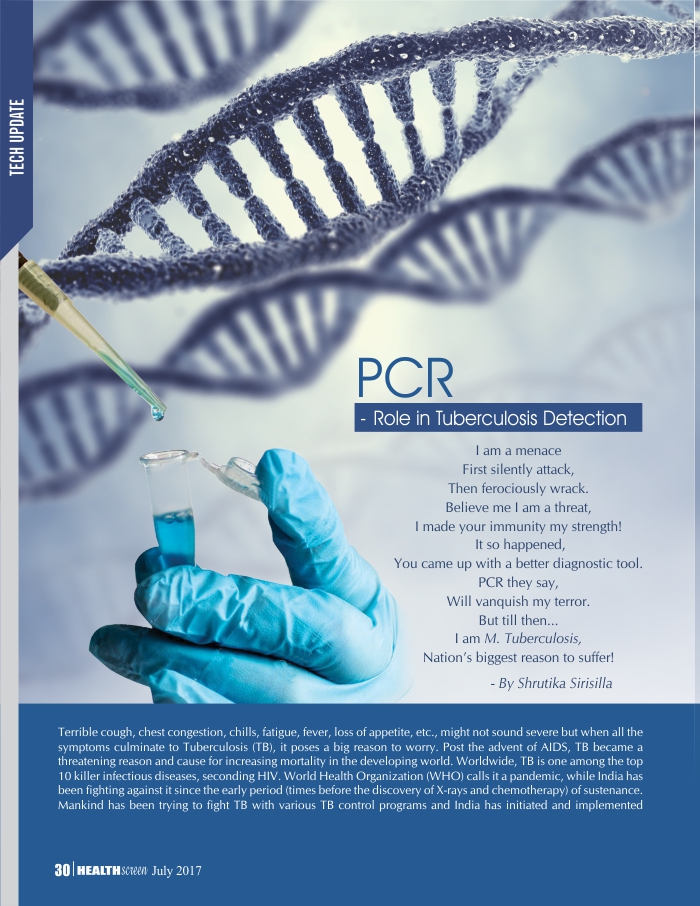 TECH UPDATE
PCR
- Role in Tuberculosis Detection
I am a menace
First silently attack,
Then ferociously wrack.
Believe me I am a threat,
I made your immunity my strength!
It so happened,
You came up with a better diagnostic tool.
PCR they say,
Will vanquish my terror.
But till then...
I am M. Tuberculosis,
Nation's biggest reason to suffer!
- By Shrutika Sirisilla
Terrible cough, chest congestion, chills, fatigue, fever, loss of appetite, etc., might not sound severe but when all the
symptoms culminate to Tuberculosis (TB), it poses a big reason to worry. Post the advent of AIDS, TB became a
threatening reason and cause for increasing mortality in the developing world. Worldwide, TB is one among the top
10 killer infectious diseases, seconding HIV. World Health Organization (WHO) calls it a pandemic, while India has
been fighting against it since the early period (times before the discovery of X-rays and chemotherapy) of sustenance.
Mankind has been trying to fight TB with various TB control programs and India has initiated and implemented
30 | HEALTH screen July 2017